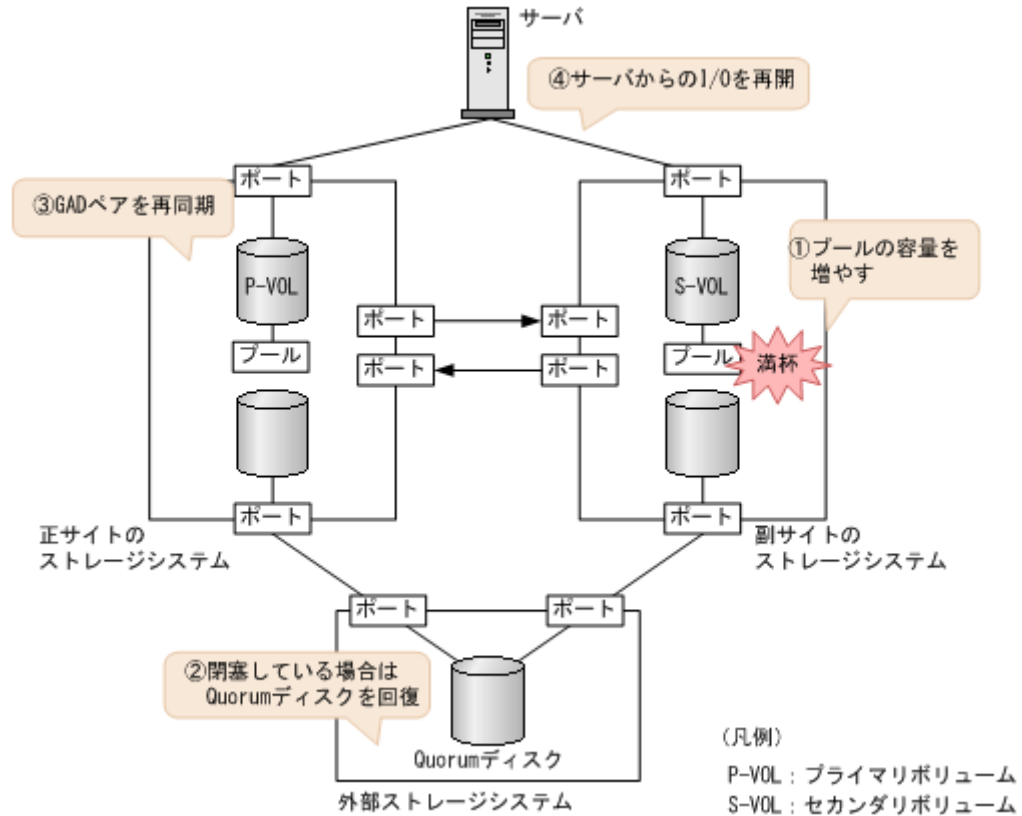 サーバ
④サーバからのI/Oを再開
ポート
ポート
③GADペアを再同期
①プールの容量を
増やす
P-VOL
S-VOL
ポート
ポート
プール
プール
満杯
ポート
ポート
ポート
ポート
正サイトの
ストレージシステム
副サイトの
ストレージシステム
ポート
ポート
②閉塞している場合は
Quorumディスクを回復
Quorumディスク
外部ストレージシステム
(凡例)
P-VOL：プライマリボリューム
S-VOL：セカンダリボリューム